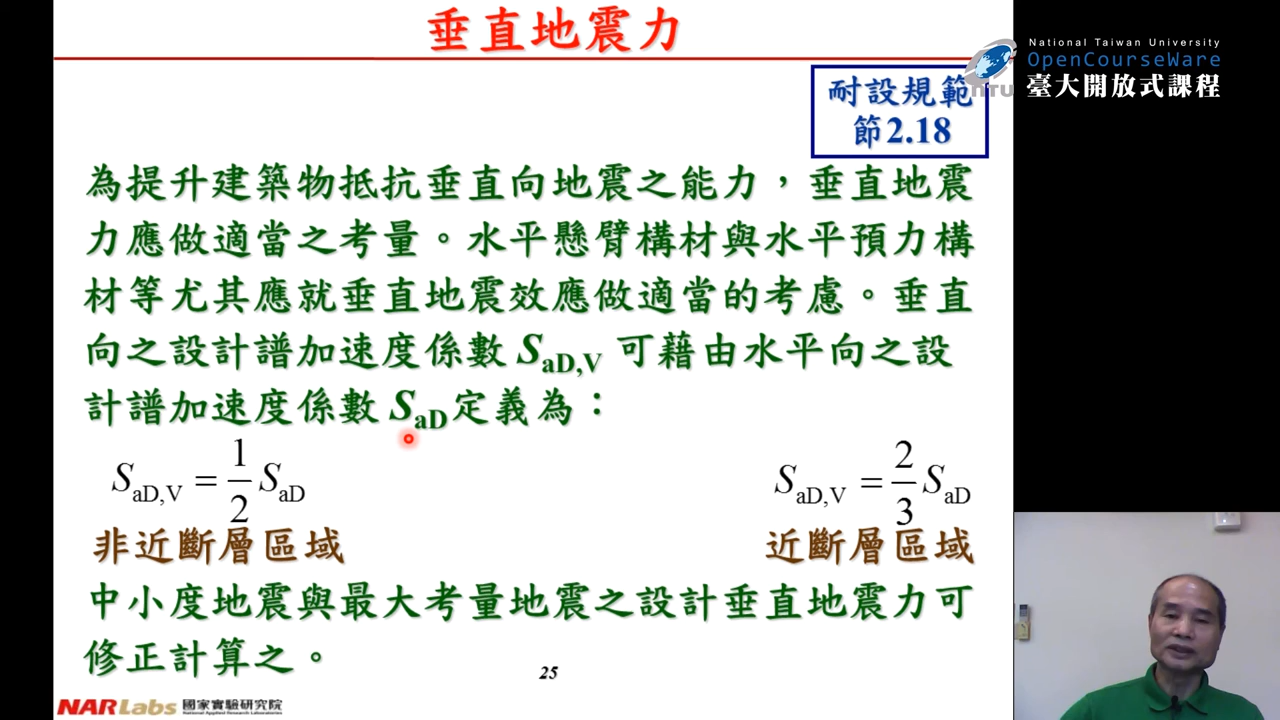 垂直地震力
National Taiwan University
OpenCourseWare
臺大開放式課程
NTU
耐設規範
節2.18
為提升建築物抵抗垂直向地震之能力，垂直地震
力應做適當之考量。水平懸臂構材與水平預力構
材等尤其應就垂直地震效應做適當的考慮。垂直
向之設計譜加速度係數 SaD,V 可藉由水平向之設
計譜加速度係數 SaD定義為：
SaD,V = 1/2 SaD
SaD,V = 2/3 SaD
非近斷層區域
近斷層區域
中小度地震與最大考量地震之設計垂直地震力可
修正計算之。
25
NARLabs 國家實驗研究院
National Applied Research Laboratories